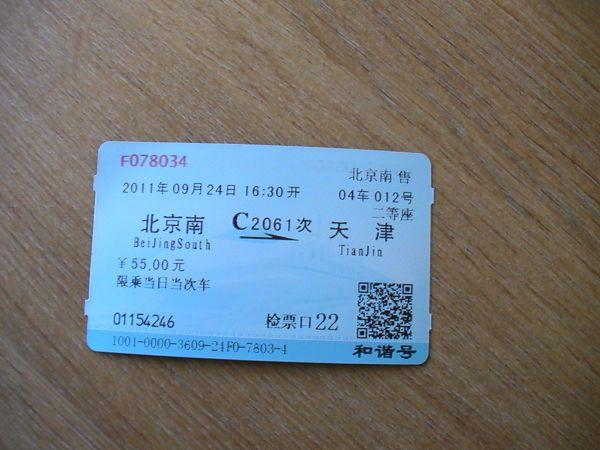 F078034
北京南 售
2011年09月24日 16:30开 04车 012号
二等座
北京南 C2061次 天津
BeiJingSouth TianJin
￥55.00元
限乘当日当次车
01154246 检票口22
1001-0000-3609-24F0-7803-4 和谐号